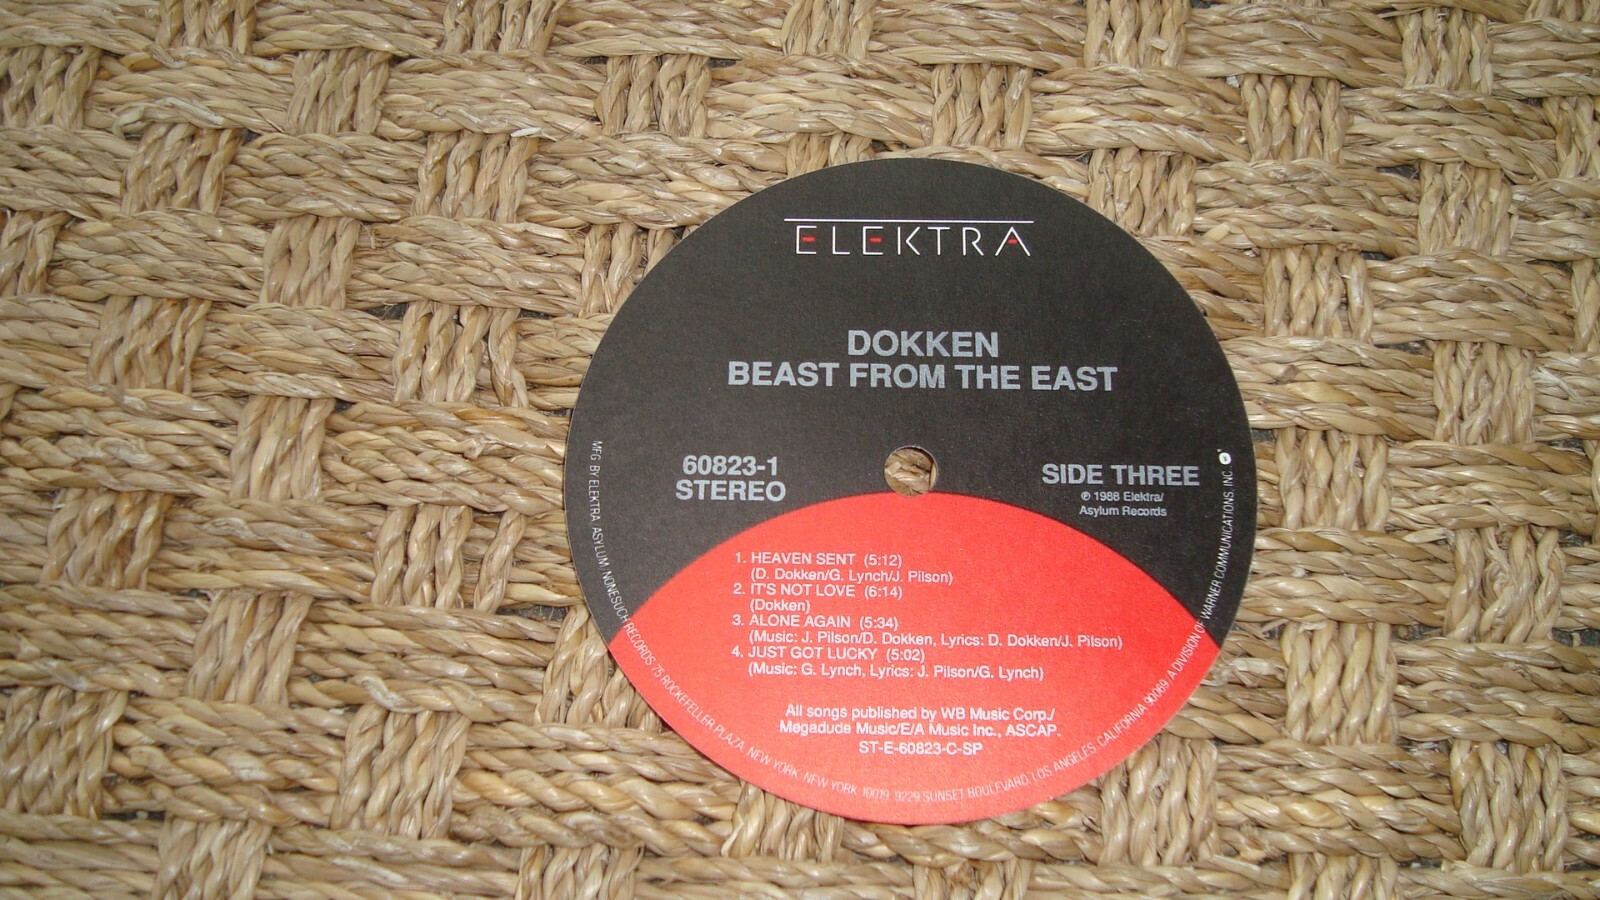 ELEKTRA
DOKKEN
BEAST FROM THE EAST
60823-1
STEREO
SIDE THREE
℗ 1988 Elektra/
Asylum Records
1. HEAVEN SENT (5:12)
(D. Dokken/G. Lynch/J. Pilson)
2. IT'S NOT LOVE (6:14)
(Dokken)
3. ALONE AGAIN (5:34)
(Music: J. Pilson/D. Dokken, Lyrics: D. Dokken/J. Pilson)
4. JUST GOT LUCKY (5:02)
(Music: G. Lynch, Lyrics: J. Pilson/G. Lynch)
All songs published by WB Music Corp./
Megadude Music/E/A Music Inc., ASCAP.
ST-E-60823-C-SP
MFG. BY ELEKTRA/ASYLUM/NONESUCH RECORDS 75 ROCKEFELLER PLAZA, NEW YORK, NEW YORK 10019. 9229 SUNSET BOULEVARD, LOS ANGELES, CALIFORNIA 90069. A DIVISION OF WARNER COMMUNICATIONS INC.